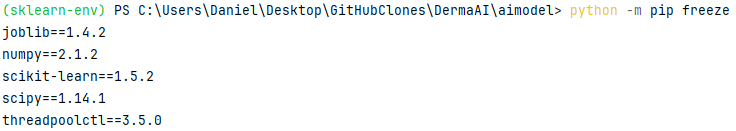 (sklearn-env) PS C:\Users\Daniel\Desktop\GitHubClones\DermaAI\aimodel> python -m pip freeze
joblib==1.4.2
numpy==2.1.2
scikit-learn==1.5.2
scipy==1.14.1
threadpoolctl==3.5.0